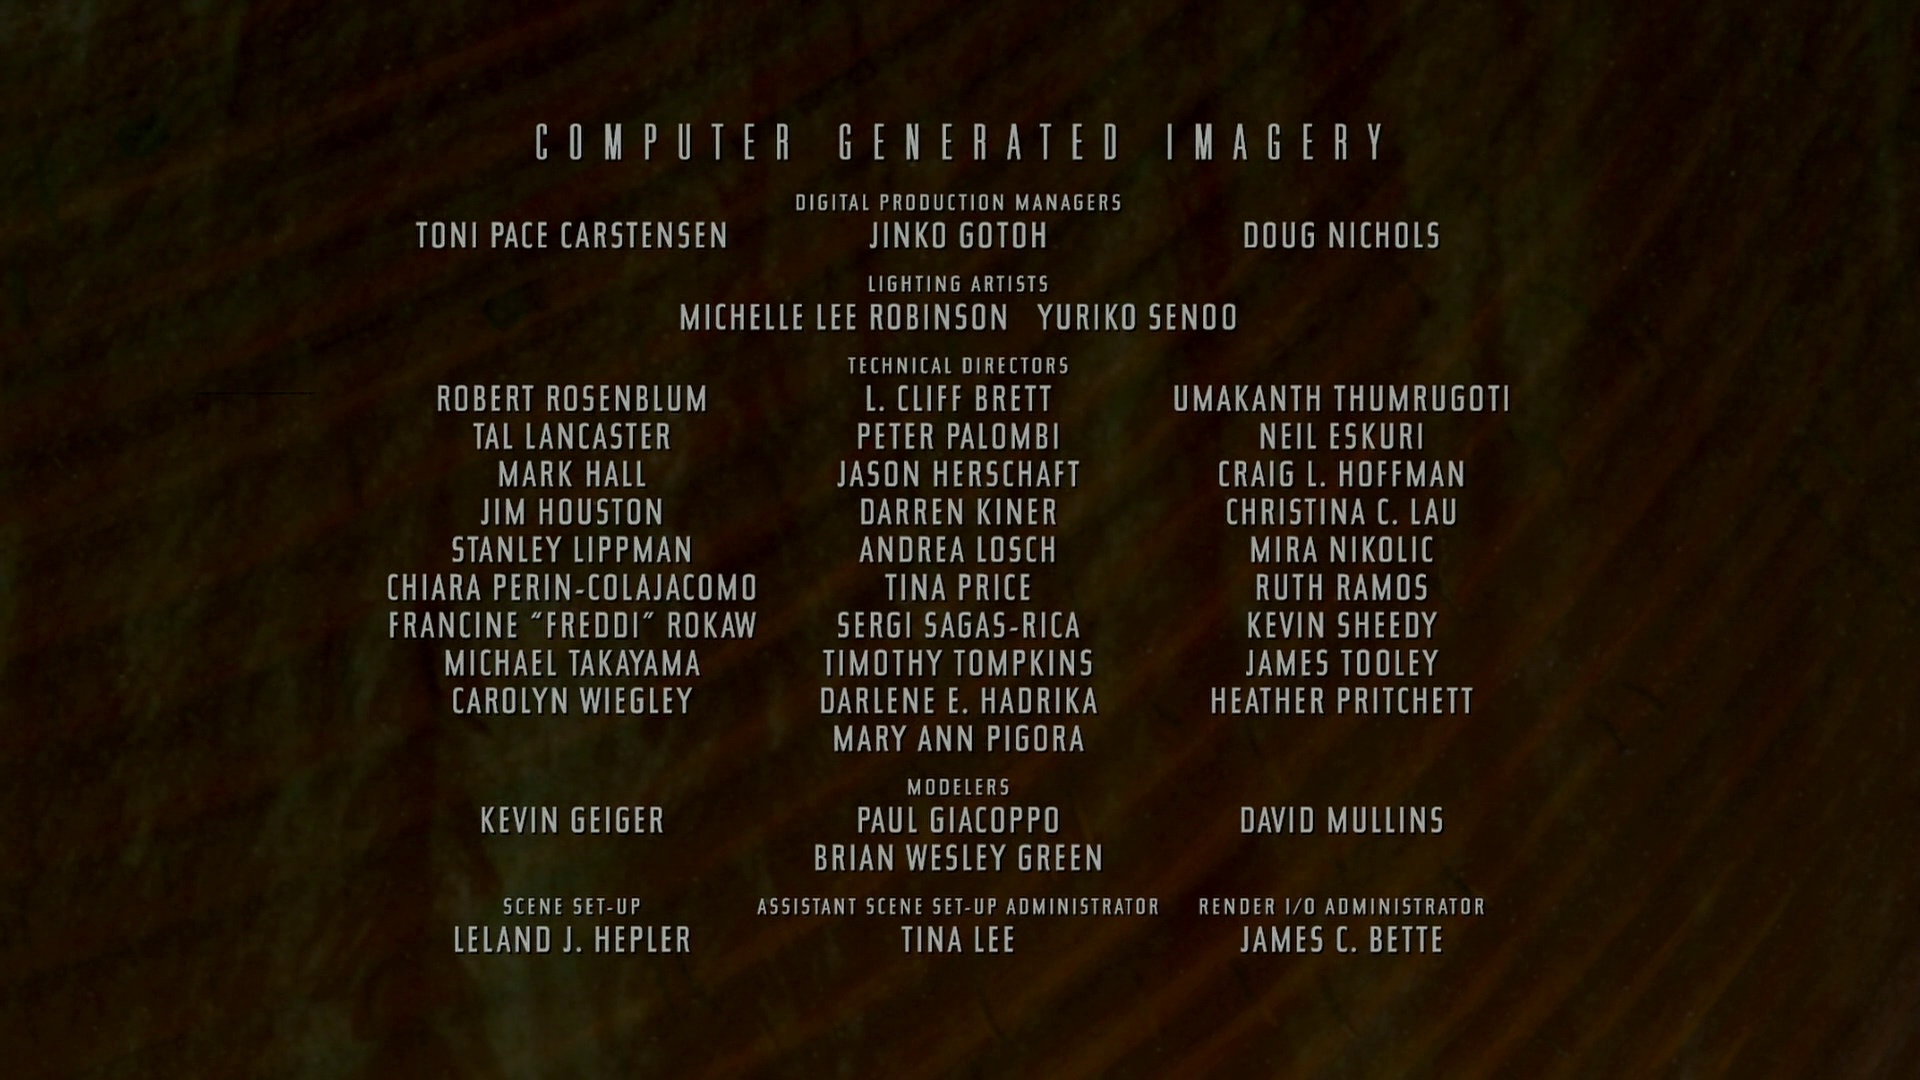 COMPUTER GENERATED IMAGERY
DIGITAL PRODUCTION MANAGERS
TONI PACE CARSTENSEN JINKO GOTOH DOUG NICHOLS
LIGHTING ARTISTS
MICHELLE LEE ROBINSON YURIKO SENOO
TECHNICAL DIRECTORS
ROBERT ROSENBLUM L. CLIFF BRETT UMAKANTH THUMRUGOTI
TAL LANCASTER PETER PALOMBI NEIL ESKURI
MARK HALL JASON HERSCHAFT CRAIG L. HOFFMAN
JIM HOUSTON DARREN KINER CHRISTINA C. LAU
STANLEY LIPPMAN ANDREA LOSCH MIRA NIKOLIC
CHIARA PERIN-COLAJACOMO TINA PRICE RUTH RAMOS
FRANCINE “FREDDI” ROKAW SERGI SAGAS-RICA KEVIN SHEEDY
MICHAEL TAKAYAMA TIMOTHY TOMPKINS JAMES TOOLEY
CAROLYN WIEGLEY DARLENE E. HADRIKA HEATHER PRITCHETT
MARY ANN PIGORA
MODELERS
KEVIN GEIGER PAUL GIACOPPO DAVID MULLINS
BRIAN WESLEY GREEN
SCENE SET-UP ASSISTANT SCENE SET-UP ADMINISTRATOR RENDER I/O ADMINISTRATOR
LELAND J. HEPLER TINA LEE JAMES C. BETTE